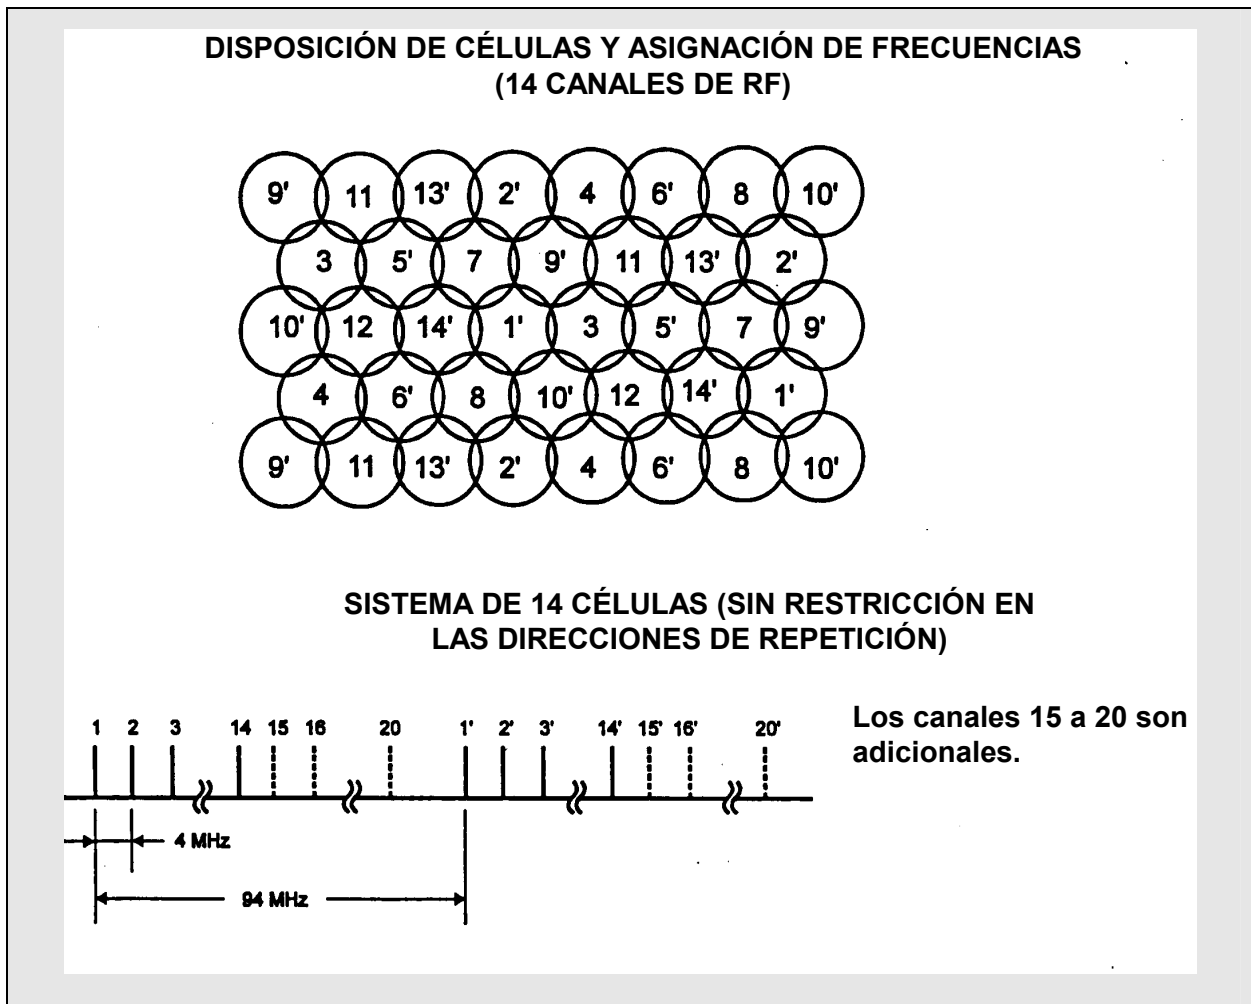 DISPOSICIÓN DE CÉLULAS Y ASIGNACIÓN DE FRECUENCIAS
(14 CANALES DE RF)
9' 11 13' 2' 4 6' 8 10'
3 5' 7 9' 11 13' 2'
10' 12 14' 1' 3 5' 7 9'
4 6' 8 10' 12 14' 1'
9' 11 13' 2' 4 6' 8 10'
SISTEMA DE 14 CÉLULAS (SIN RESTRICCIÓN EN
LAS DIRECCIONES DE REPETICIÓN)
1 2 3 14 15 16 20 1' 2' 3' 14' 15' 16' 20'
Los canales 15 a 20 son
adicionales.
4 MHz
94 MHz